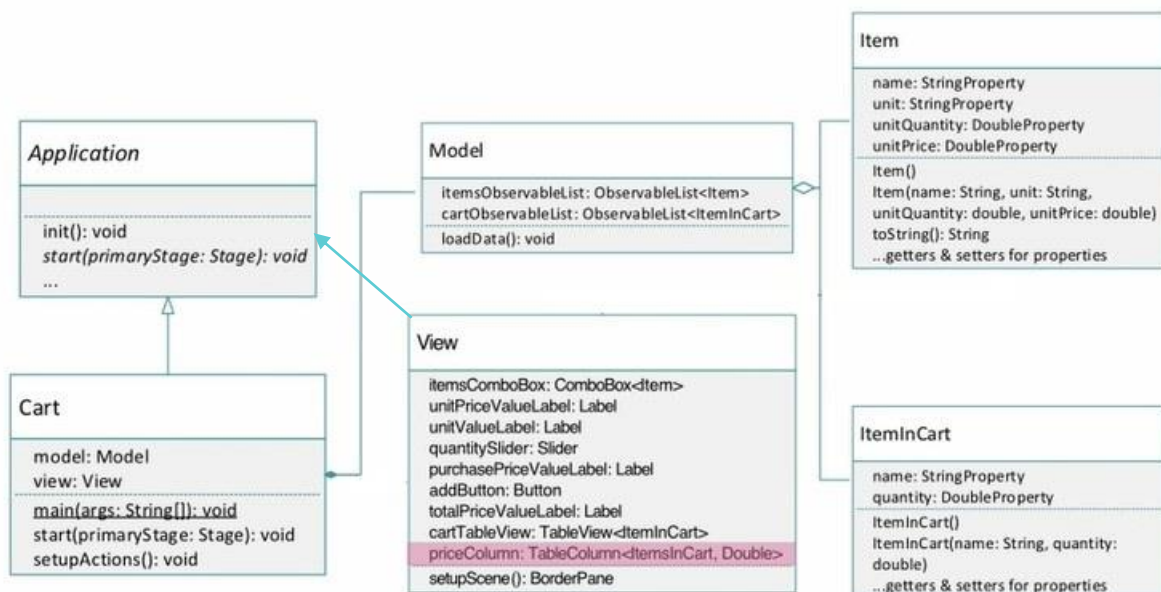 Application
init(): void
start(primaryStage: Stage): void
...
Cart
model: Model
view: View
main(args: String[]): void
start(primaryStage: Stage): void
setupActions(): void
Model
itemsObservableList: ObservableList<Item>
cartObservableList: ObservableList<ItemInCart>
loadData(): void
View
itemsComboBox: ComboBox<Item>
unitPriceValueLabel: Label
unitValueLabel: Label
quantitySlider: Slider
purchasePriceValueLabel: Label
addButton: Button
totalPriceValueLabel: Label
cartTableView: TableView<ItemInCart>
priceColumn: TableColumn<ItemsInCart, Double>
setupScene(): BorderPane
Item
name: StringProperty
unit: StringProperty
unitQuantity: DoubleProperty
unitPrice: DoubleProperty
Item()
Item(name: String, unit: String,
unitQuantity: double, unitPrice: double)
toString(): String
...getters & setters for properties
ItemInCart
name: StringProperty
quantity: DoubleProperty
ItemInCart()
ItemInCart(name: String, quantity:
double)
...getters & setters for properties